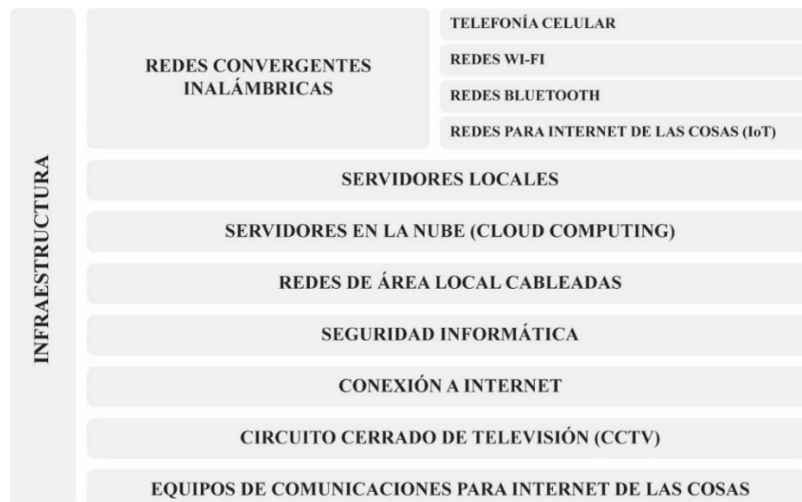 INFRAESTRUCTURA
REDES CONVERGENTES
INALÁMBRICAS
TELEFONÍA CELULAR
REDES WI-FI
REDES BLUETOOTH
REDES PARA INTERNET DE LAS COSAS (IoT)
SERVIDORES LOCALES
SERVIDORES EN LA NUBE (CLOUD COMPUTING)
REDES DE ÁREA LOCAL CABLEADAS
SEGURIDAD INFORMÁTICA
CONEXIÓN A INTERNET
CIRCUITO CERRADO DE TELEVISIÓN (CCTV)
EQUIPOS DE COMUNICACIONES PARA INTERNET DE LAS COSAS